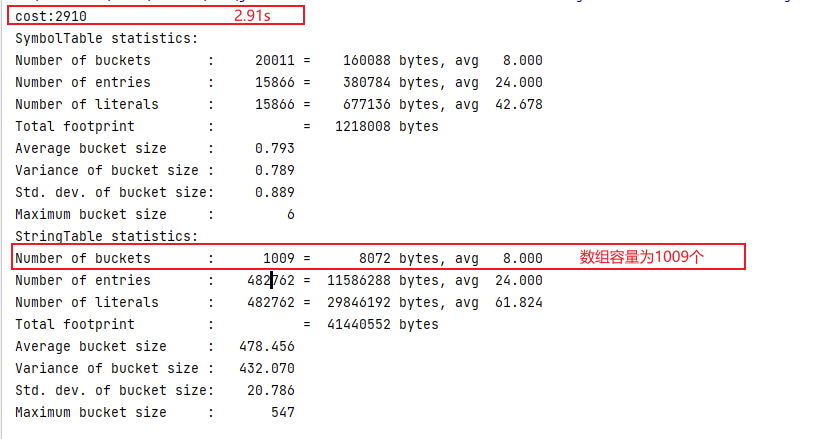 cost:2910 2.91s
SymbolTable statistics:
Number of buckets       :     20011 =    160088 bytes, avg   8.000
Number of entries       :     15866 =    380784 bytes, avg  24.000
Number of literals      :     15866 =    677136 bytes, avg  42.678
Total footprint         :           =   1218008 bytes
Average bucket size     :     0.793
Variance of bucket size :     0.789
Std. dev. of bucket size:     0.889
Maximum bucket size     :         6
StringTable statistics:
Number of buckets       :      1009 =      8072 bytes, avg   8.000 数组容量为1009个
Number of entries       :    482762 =  11586288 bytes, avg  24.000
Number of literals      :    482762 =  29846192 bytes, avg  61.824
Total footprint         :           =  41440552 bytes
Average bucket size     :   478.456
Variance of bucket size :   432.070
Std. dev. of bucket size:    20.786
Maximum bucket size     :       547